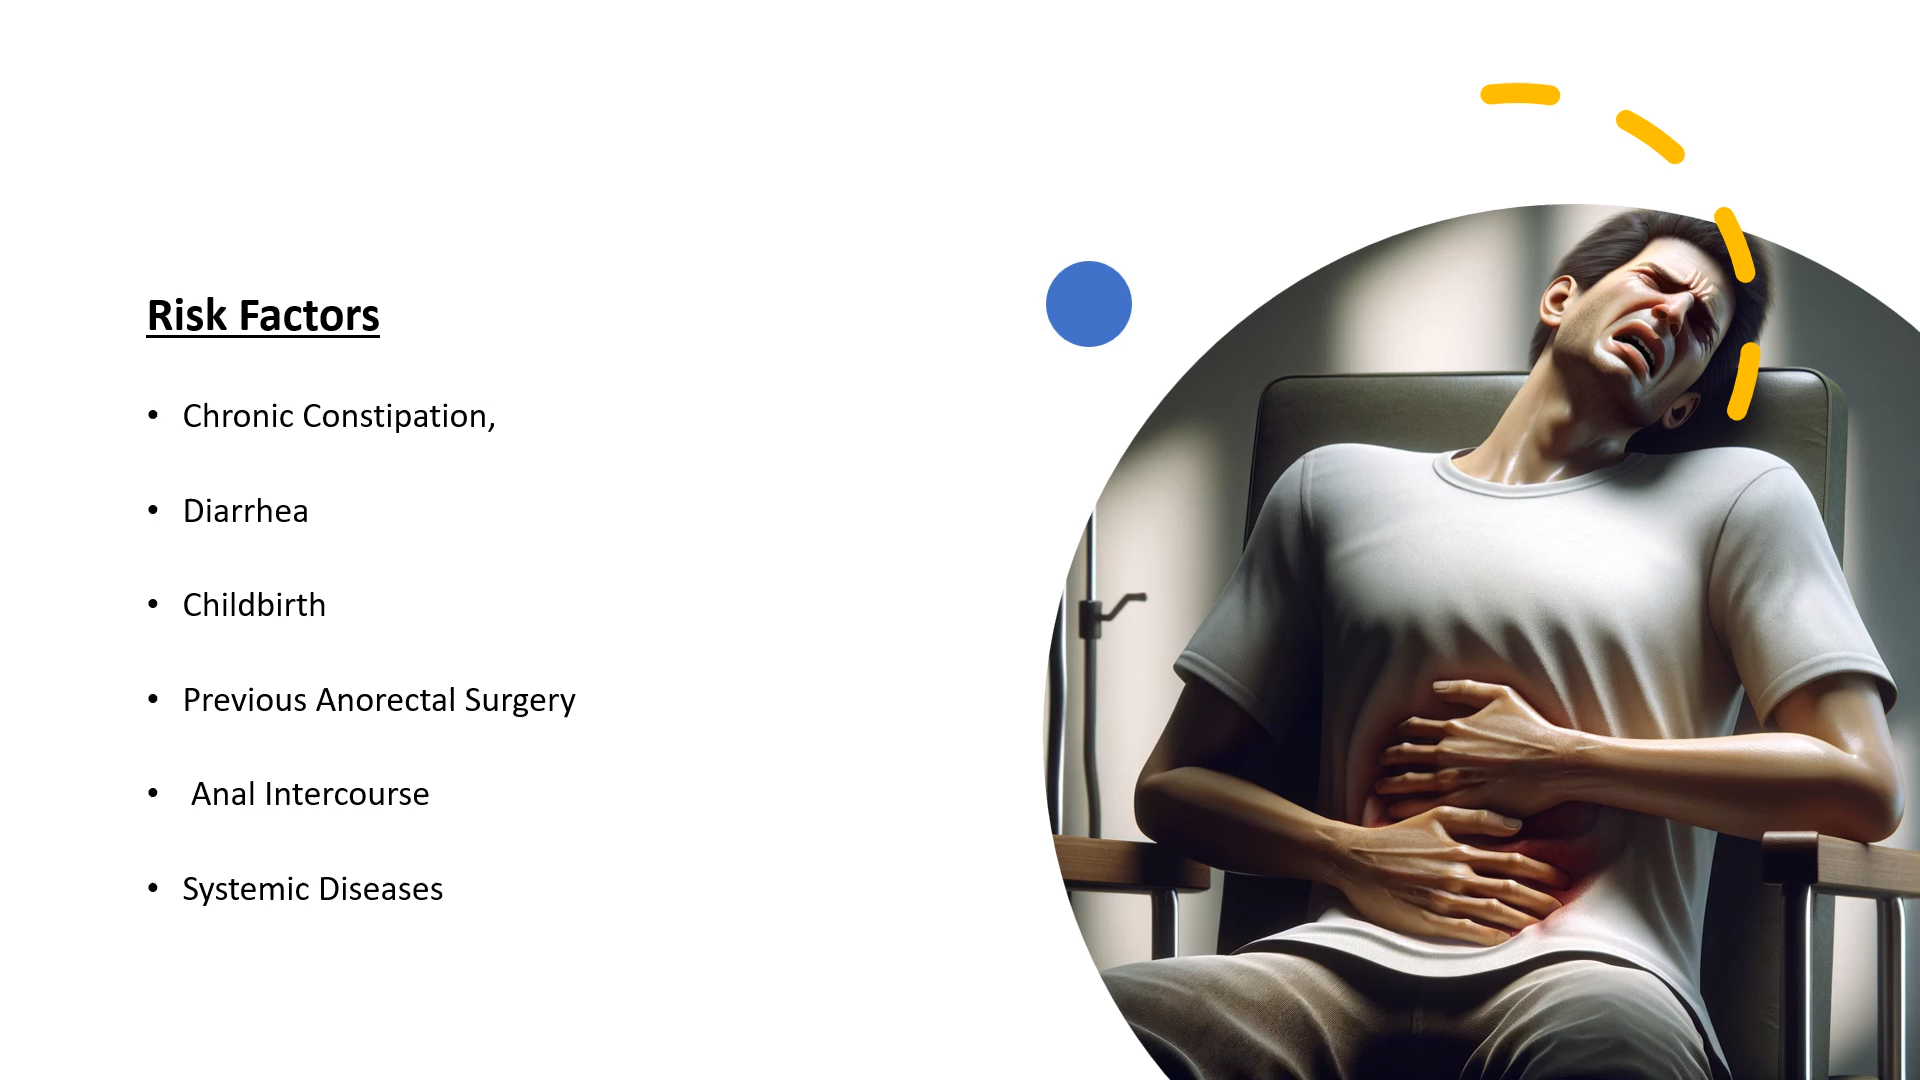 Risk Factors
• Chronic Constipation,
• Diarrhea
• Childbirth
• Previous Anorectal Surgery
• Anal Intercourse
• Systemic Diseases